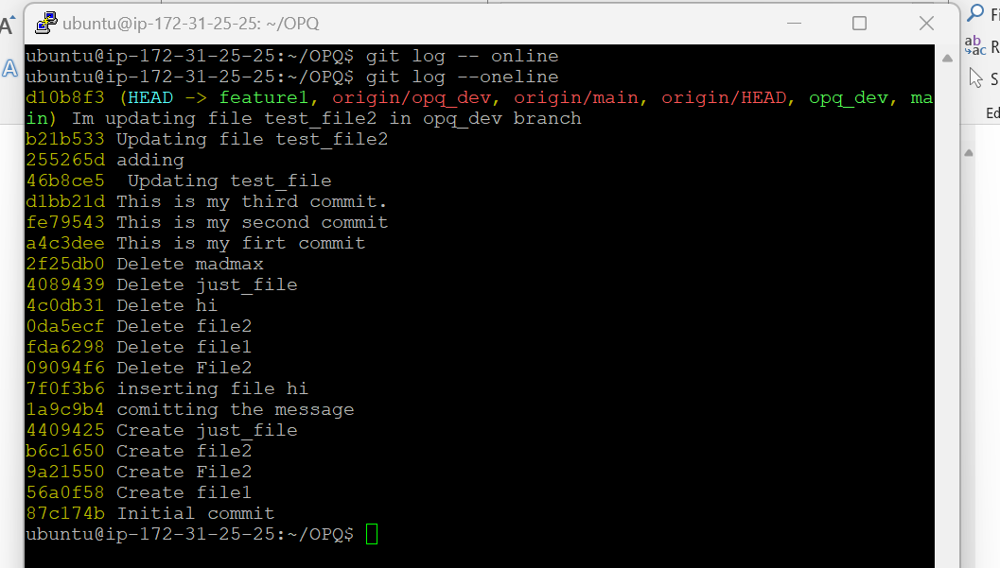 ubuntu@ip-172-31-25-25: ~/OPQ
ubuntu@ip-172-31-25-25:~/OPQ$ git log -- online
ubuntu@ip-172-31-25-25:~/OPQ$ git log --oneline
d10b8f3 (HEAD -> feature1, origin/opq_dev, origin/main, origin/HEAD, opq_dev, ma
in) Im updating file test_file2 in opq_dev branch
b21b533 Updating file test_file2
255265d adding
46b8ce5  Updating test_file
d1bb21d This is my third commit.
fe79543 This is my second commit
a4c3dee This is my firt commit
2f25db0 Delete madmax
4089439 Delete just_file
4c0db31 Delete hi
0da5ecf Delete file2
fda6298 Delete file1
09094f6 Delete File2
7f0f3b6 inserting file hi
1a9c9b4 comitting the message
4409425 Create just_file
b6c1650 Create file2
9a21550 Create File2
56a0f58 Create file1
87c174b Initial commit
ubuntu@ip-172-31-25-25:~/OPQ$